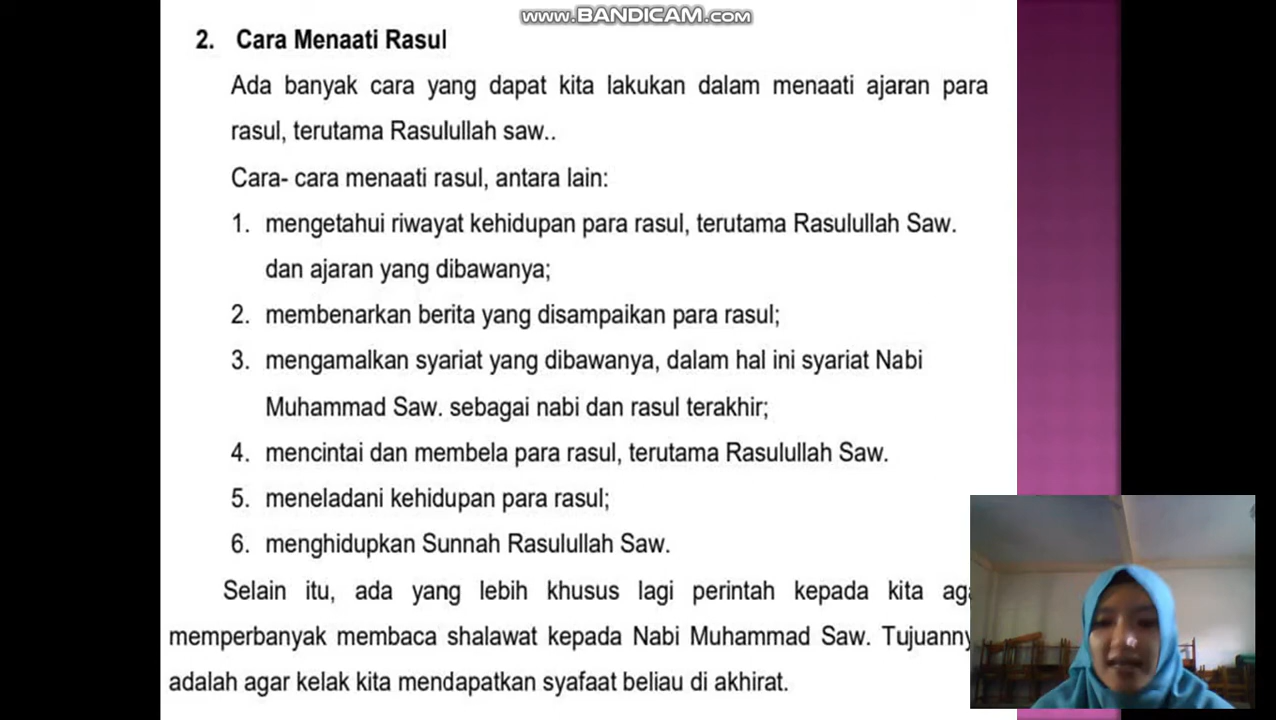 www.BANDICAM.com
2. Cara Menaati Rasul
Ada banyak cara yang dapat kita lakukan dalam menaati ajaran para
rasul, terutama Rasulullah saw..
Cara- cara menaati rasul, antara lain:
1. mengetahui riwayat kehidupan para rasul, terutama Rasulullah Saw.
dan ajaran yang dibawanya;
2. membenarkan berita yang disampaikan para rasul;
3. mengamalkan syariat yang dibawanya, dalam hal ini syariat Nabi
Muhammad Saw. sebagai nabi dan rasul terakhir;
4. mencintai dan membela para rasul, terutama Rasulullah Saw.
5. meneladani kehidupan para rasul;
6. menghidupkan Sunnah Rasulullah Saw.
Selain itu, ada yang lebih khusus lagi perintah kepada kita
memperbanyak membaca shalawat kepada Nabi Muhammad Saw.
adalah agar kelak kita mendapatkan syafaat beliau di akhirat.